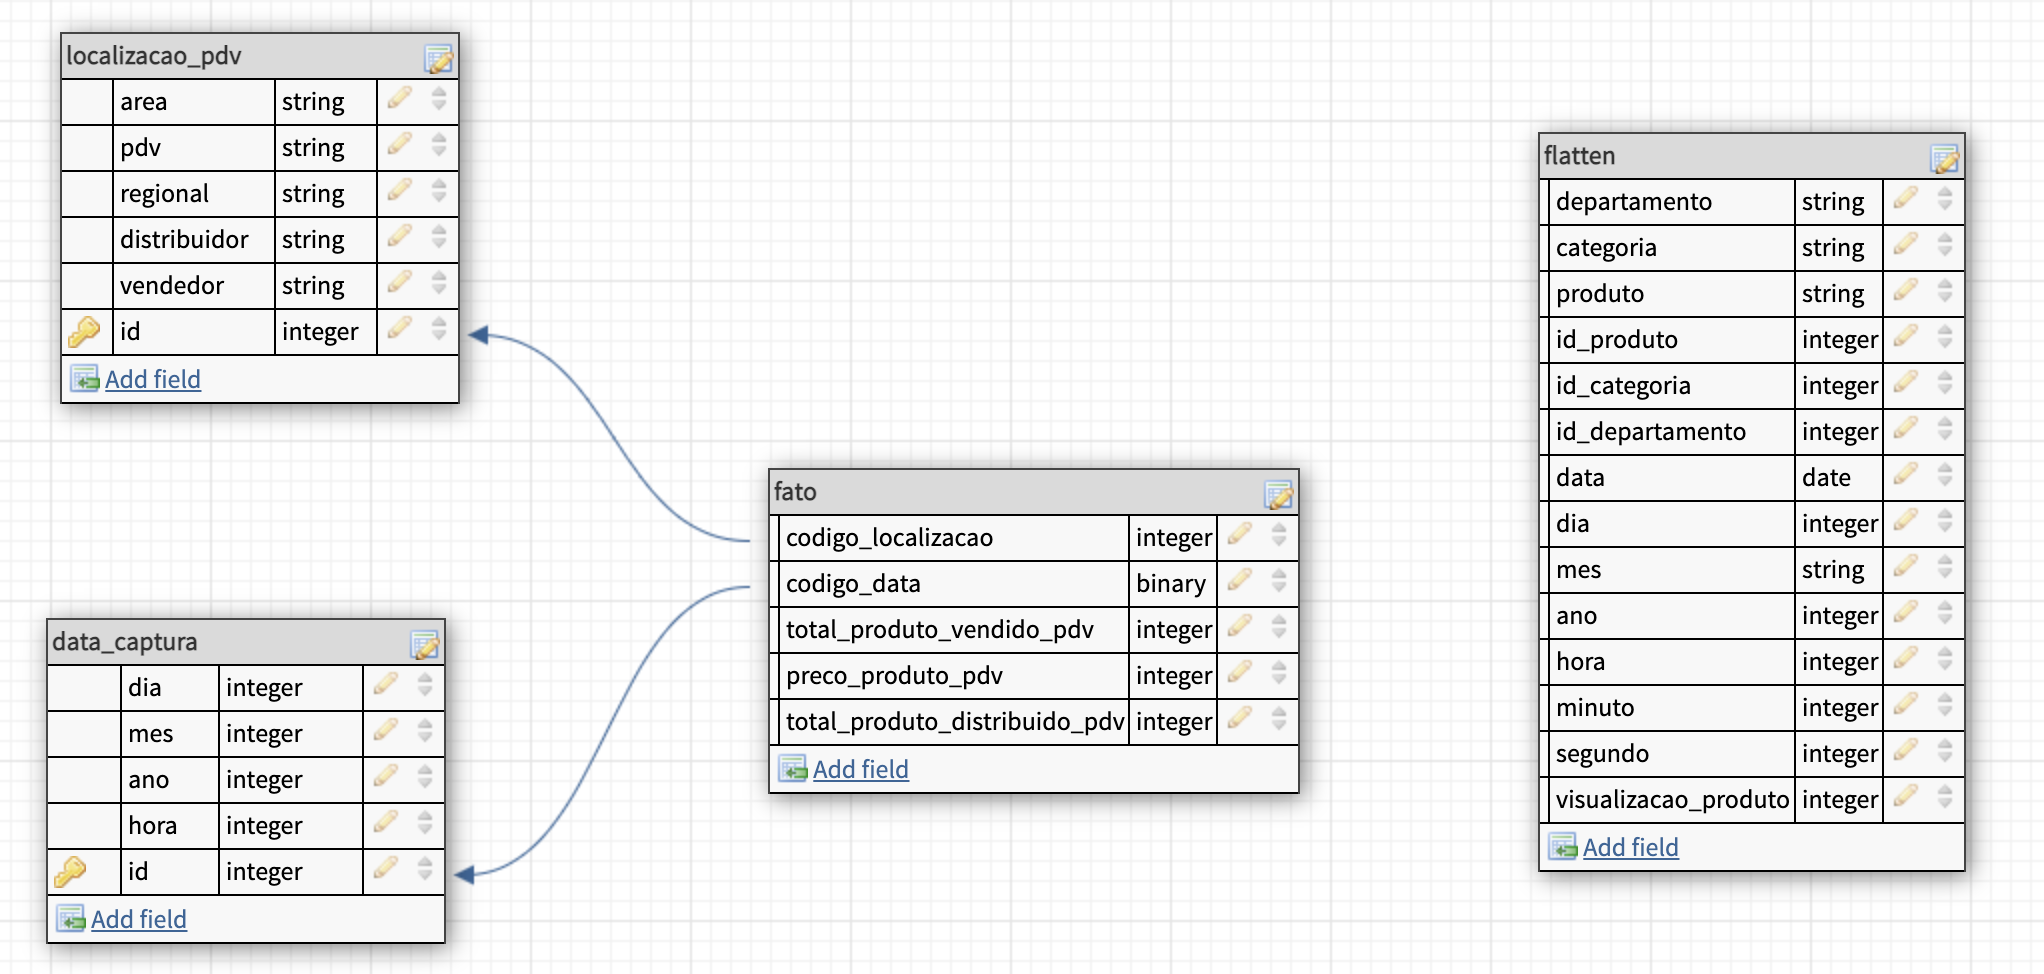 localizacao_pdv
area string
pdv string
regional string
distribuidor string
vendedor string
id integer
Add field
data_captura
dia integer
mes integer
ano integer
hora integer
id integer
Add field
fato
codigo_localizacao integer
codigo_data binary
total_produto_vendido_pdv integer
preco_produto_pdv integer
total_produto_distribuido_pdv integer
Add field
flatten
departamento string
categoria string
produto string
id_produto integer
id_categoria integer
id_departamento integer
data date
dia integer
mes string
ano integer
hora integer
minuto integer
segundo integer
visualizacao_produto integer
Add field